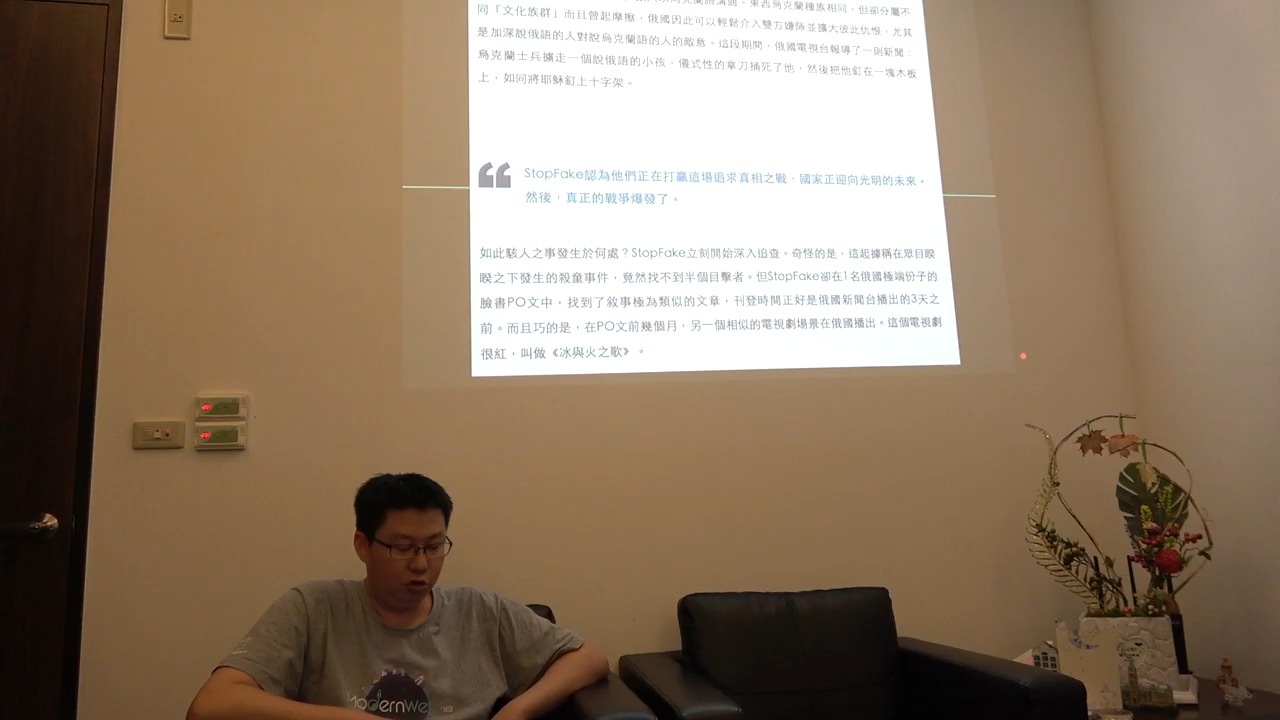 同「文化族群」而且曾起摩擦，俄國因此可以輕鬆介入雙方嫌隙並擴大彼此仇恨，尤其
是加深說俄語的人對說烏克蘭語的人的敵意。這段期間，俄國電視台報導了一則新聞：
烏克蘭士兵擄走一個說俄語的小孩，儀式性的拿刀捅死了他，然後把他釘在一塊木板
上，如同將耶穌釘上十字架。
StopFake認為他們正在打贏這場追求真相之戰，國家正迎向光明的未來。
然後，真正的戰爭爆發了。
如此駭人之事發生於何處？StopFake立刻開始深入追查。奇怪的是，這起據稱在眾目睽
睽之下發生的殺童事件，竟然找不到半個目擊者。但StopFake卻在1名俄國極端份子的
臉書PO文中，找到了敘事極為類似的文章，刊登時間正好是俄國新聞台播出的3天之
前。而且巧的是，在PO文前幾個月，另一個相似的電視劇場景在俄國播出。這個電視劇
很紅，叫做《冰與火之歌》。
ModernWe